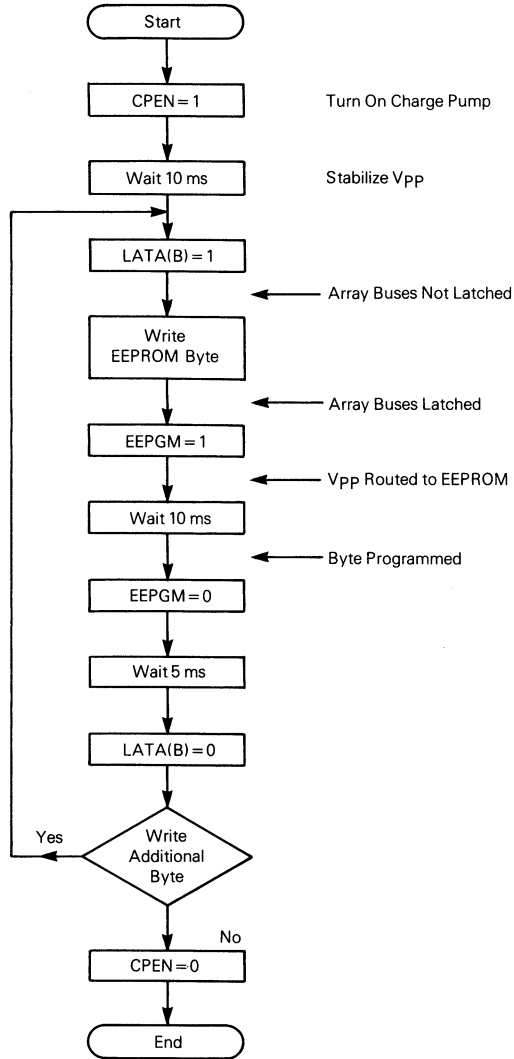 Start
CPEN = 1
Turn On Charge Pump
Wait 10 ms
Stabilize VPP
LATA(B) = 1
Array Buses Not Latched
Write
EEPROM Byte
Array Buses Latched
EEPGM = 1
VPP Routed to EEPROM
Wait 10 ms
Byte Programmed
EEPGM = 0
Wait 5 ms
LATA(B) = 0
Yes
Write
Additional
Byte
No
CPEN = 0
End